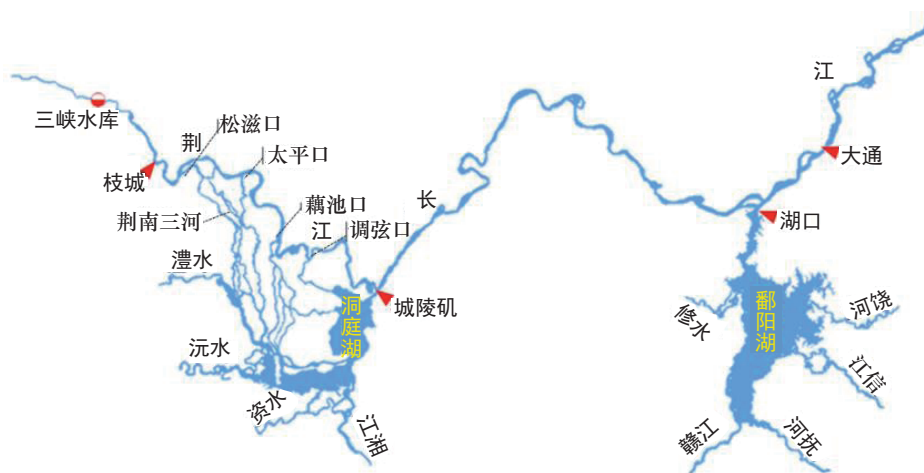 三峡水库
枝城
荆
松滋口
太平口
荆南三河
藕池口
江
调弦口
澧水
沅水
资水
江湘
洞庭湖
城陵矶
长
江
大通
湖口
鄱阳湖
修水
河饶
江信
河抚
赣江